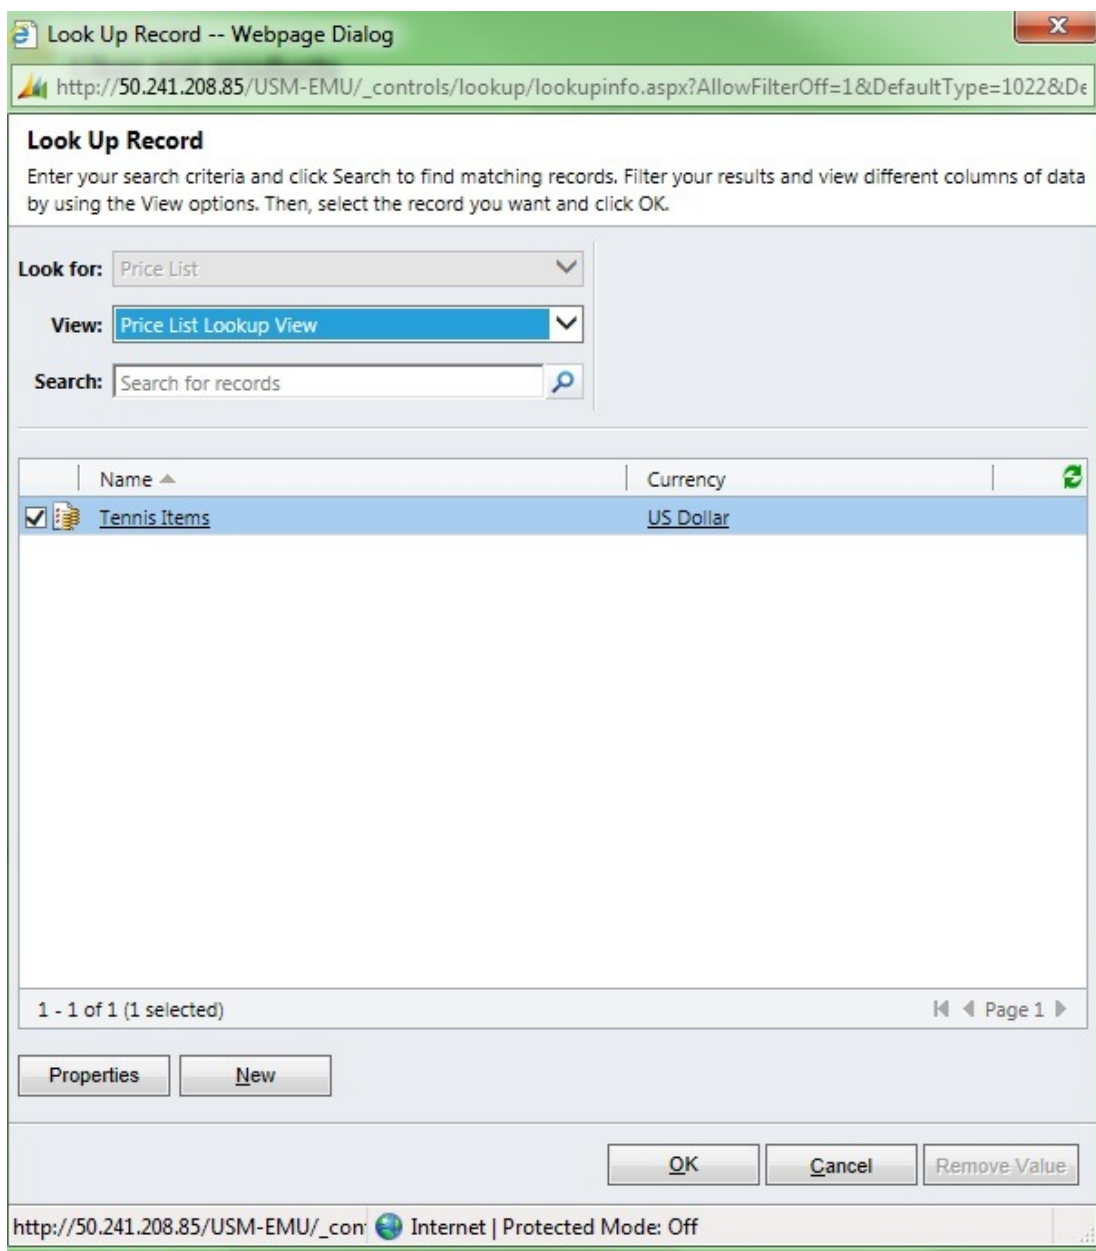 Look Up Record -- Webpage Dialog
http://50.241.208.85/USM-EMU/_controls/lookup/lookupinfo.aspx?AllowFilterOff=1&DefaultType=1022&De
Look Up Record
Enter your search criteria and click Search to find matching records. Filter your results and view different columns of data
by using the View options. Then, select the record you want and click OK.
Look for: Price List
View: Price List Lookup View
Search: Search for records
Name Currency
Tennis Items US Dollar
1 - 1 of 1 (1 selected) Page 1
Properties New
OK Cancel Remove Value
http://50.241.208.85/USM-EMU/_con Internet | Protected Mode: Off